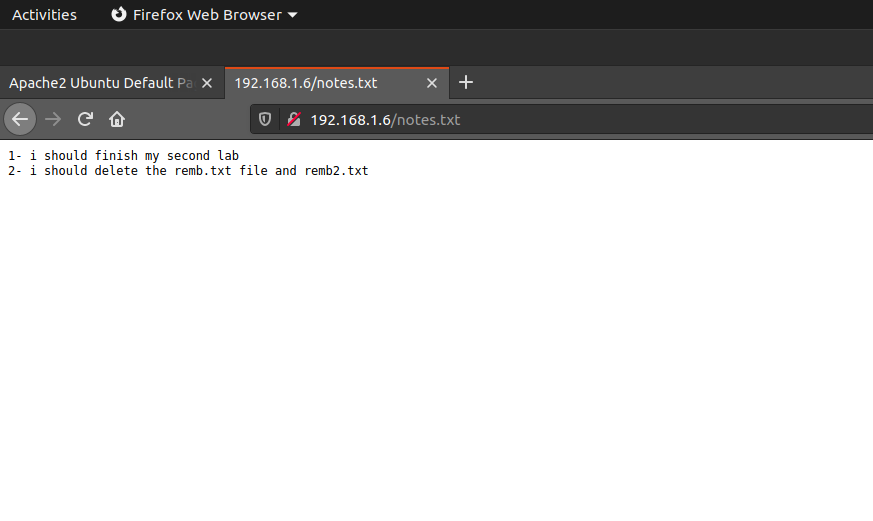 Activities Firefox Web Browser
Apache2 Ubuntu Default Pa 192.168.1.6/notes.txt
192.168.1.6/notes.txt
1- i should finish my second lab
2- i should delete the remb.txt file and remb2.txt